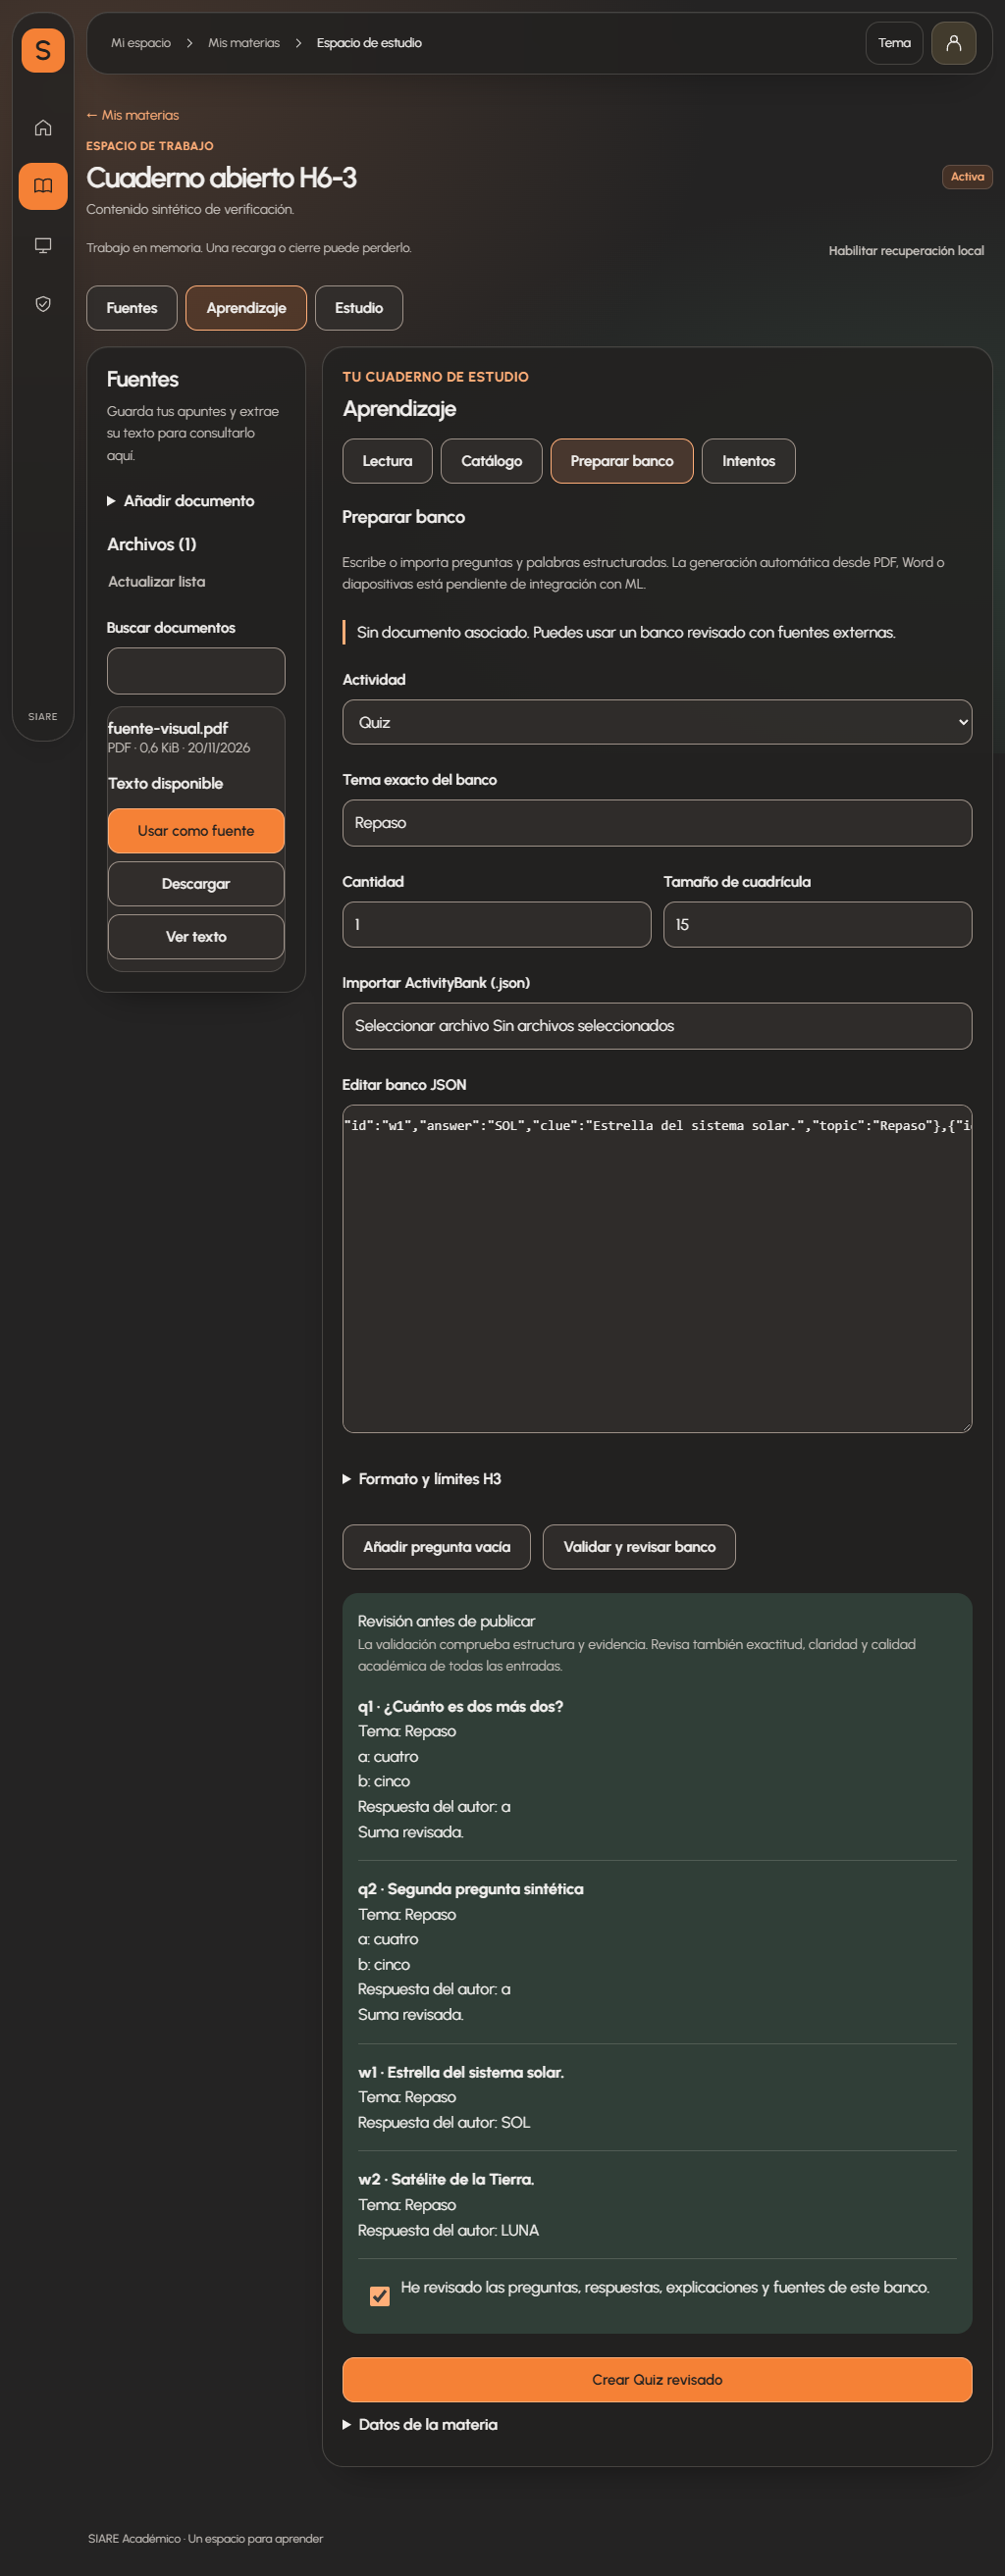 S
Mi espacio > Mis materias > Espacio de estudio
Tema
← Mis materias
ESPACIO DE TRABAJO
Cuaderno abierto H6-3
Activa
Contenido sintético de verificación.
Trabajo en memoria. Una recarga o cierre puede perderlo.
Habilitar recuperación local
Fuentes
Aprendizaje
Estudio
SIARE
Fuentes
Guarda tus apuntes y extrae
su texto para consultarlo
aquí.
Añadir documento
Archivos (1)
Actualizar lista
Buscar documentos
fuente-visual.pdf
PDF · 0,6 KiB · 20/11/2026
Texto disponible
Usar como fuente
Descargar
Ver texto
TU CUADERNO DE ESTUDIO
Aprendizaje
Lectura
Catálogo
Preparar banco
Intentos
Preparar banco
Escribe o importa preguntas y palabras estructuradas. La generación automática desde PDF, Word o
diapositivas está pendiente de integración con ML.
Sin documento asociado. Puedes usar un banco revisado con fuentes externas.
Actividad
Quiz
Tema exacto del banco
Repaso
Cantidad
Tamaño de cuadrícula
1
15
Importar ActivityBank (.json)
Seleccionar archivo Sin archivos seleccionados
Editar banco JSON
"id":"w1","answer":"SOL","clue":"Estrella del sistema solar.","topic":"Repaso"},{"i
Formato y límites H3
Añadir pregunta vacía
Validar y revisar banco
Revisión antes de publicar
La validación comprueba estructura y evidencia. Revisa también exactitud, claridad y calidad
académica de todas las entradas.
q1 · ¿Cuánto es dos más dos?
Tema: Repaso
a: cuatro
b: cinco
Respuesta del autor: a
Suma revisada.
q2 · Segunda pregunta sintética
Tema: Repaso
a: cuatro
b: cinco
Respuesta del autor: a
Suma revisada.
w1 · Estrella del sistema solar.
Tema: Repaso
Respuesta del autor: SOL
w2 · Satélite de la Tierra.
Tema: Repaso
Respuesta del autor: LUNA
He revisado las preguntas, respuestas, explicaciones y fuentes de este banco.
Crear Quiz revisado
Datos de la materia
SIARE Académico · Un espacio para aprender